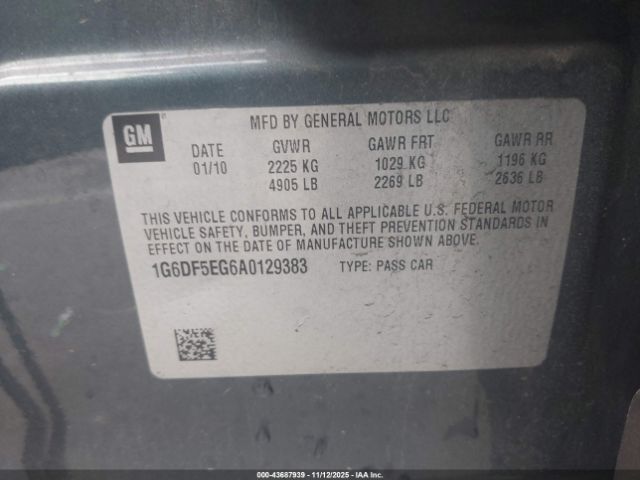 GM
MFD BY GENERAL MOTORS LLC
DATE GVWR GAWR FRT GAWR RR
01/10 2225 KG 1029 KG 1196 KG
4905 LB 2269 LB 2636 LB
THIS VEHICLE CONFORMS TO ALL APPLICABLE U.S. FEDERAL MOTOR
VEHICLE SAFETY, BUMPER, AND THEFT PREVENTION STANDARDS IN
EFFECT ON THE DATE OF MANUFACTURE SHOWN ABOVE.
1G6DF5EG6A0129383 TYPE: PASS CAR
000-43687939 - 11/12/2025 - IAA Inc.